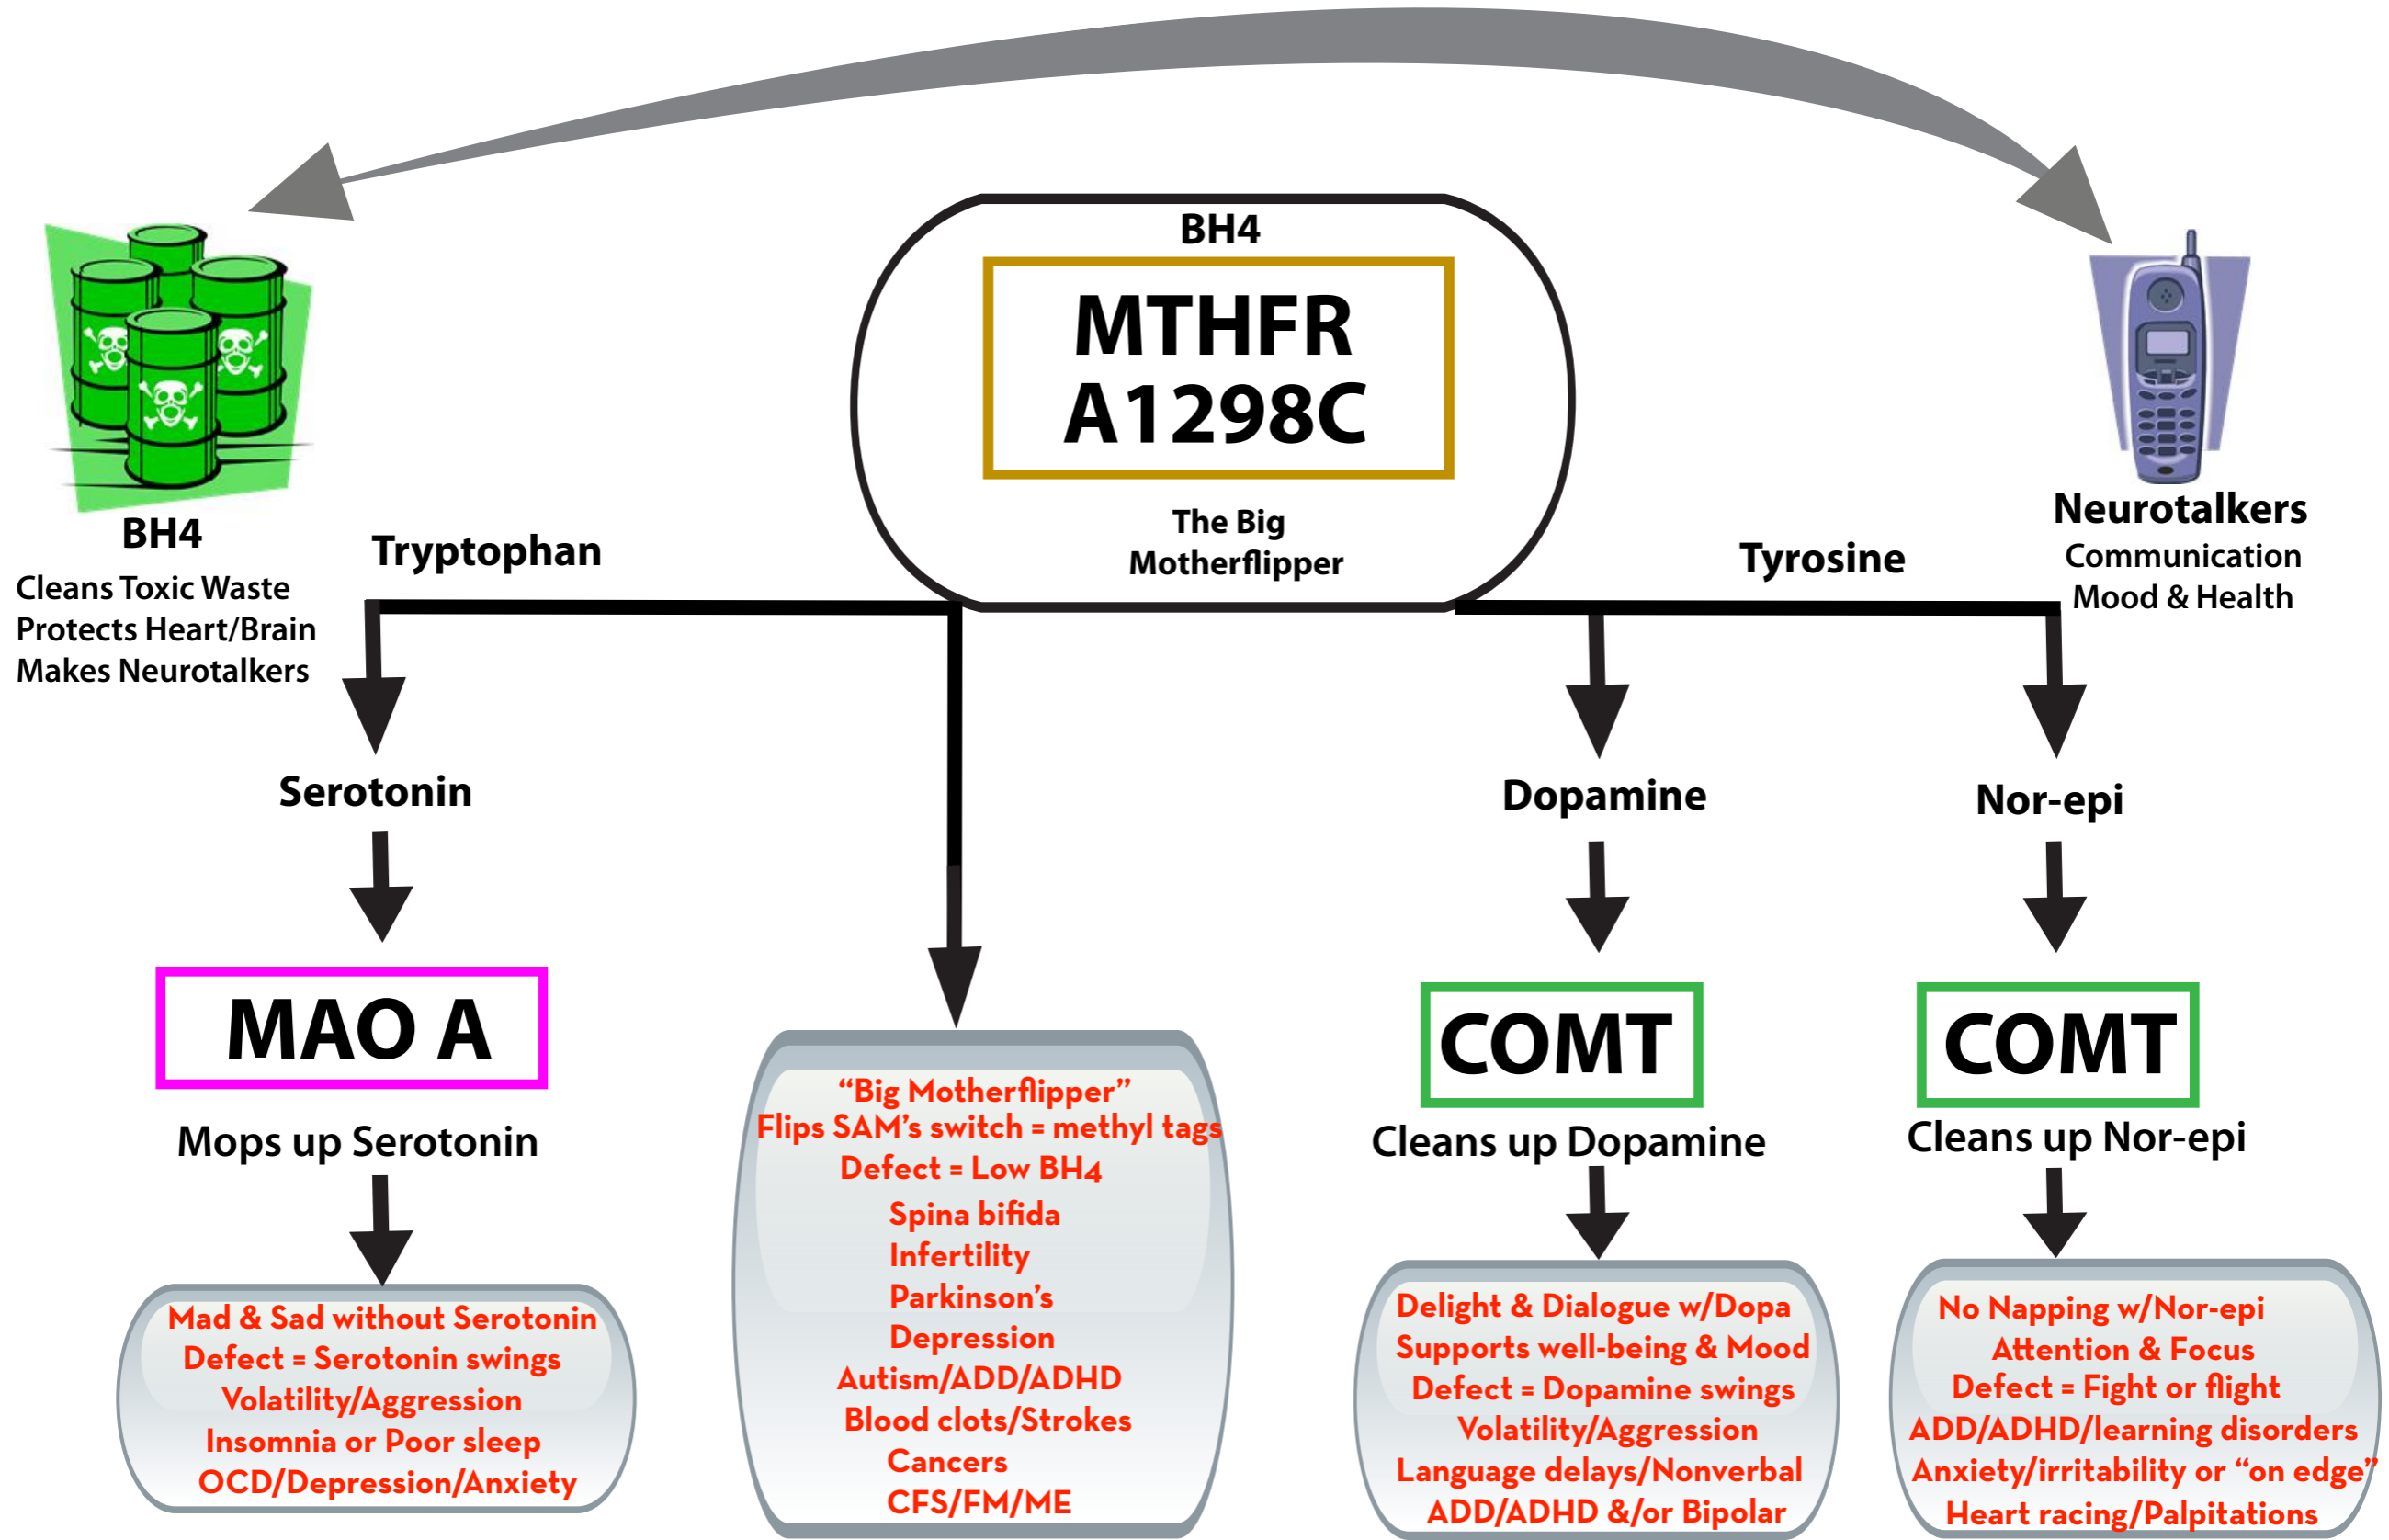 BH4
MTHFR
A1298C
The Big
Motherflipper
BH4
Cleans Toxic Waste
Protects Heart/Brain
Makes Neurotalkers
Tryptophan
Tyrosine
Neurotalkers
Communication
Mood & Health
Serotonin
MAO A
Mops up Serotonin
Mad & Sad without Serotonin
Defect = Serotonin swings
Volatility/Aggression
Insomnia or Poor sleep
OCD/Depression/Anxiety
“Big Motherflipper”
Flips SAM’s switch = methyl tags
Defect = Low BH4
Spina bifida
Infertility
Parkinson’s
Depression
Autism/ADD/ADHD
Blood clots/Strokes
Cancers
CFS/FM/ME
Dopamine
COMT
Cleans up Dopamine
Delight & Dialogue w/Dopa
Supports well-being & Mood
Defect = Dopamine swings
Volatility/Aggression
Language delays/Nonverbal
ADD/ADHD &/or Bipolar
Nor-epi
COMT
Cleans up Nor-epi
No Napping w/Nor-epi
Attention & Focus
Defect = Fight or flight
ADD/ADHD/learning disorders
Anxiety/irritability or “on edge”
Heart racing/Palpitations